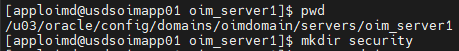 [apploimd@usdsoimapp01 oim_server1]$ pwd
/u03/oracle/config/domains/oimdomain/servers/oim_server1
[apploimd@usdsoimapp01 oim_server1]$ mkdir security